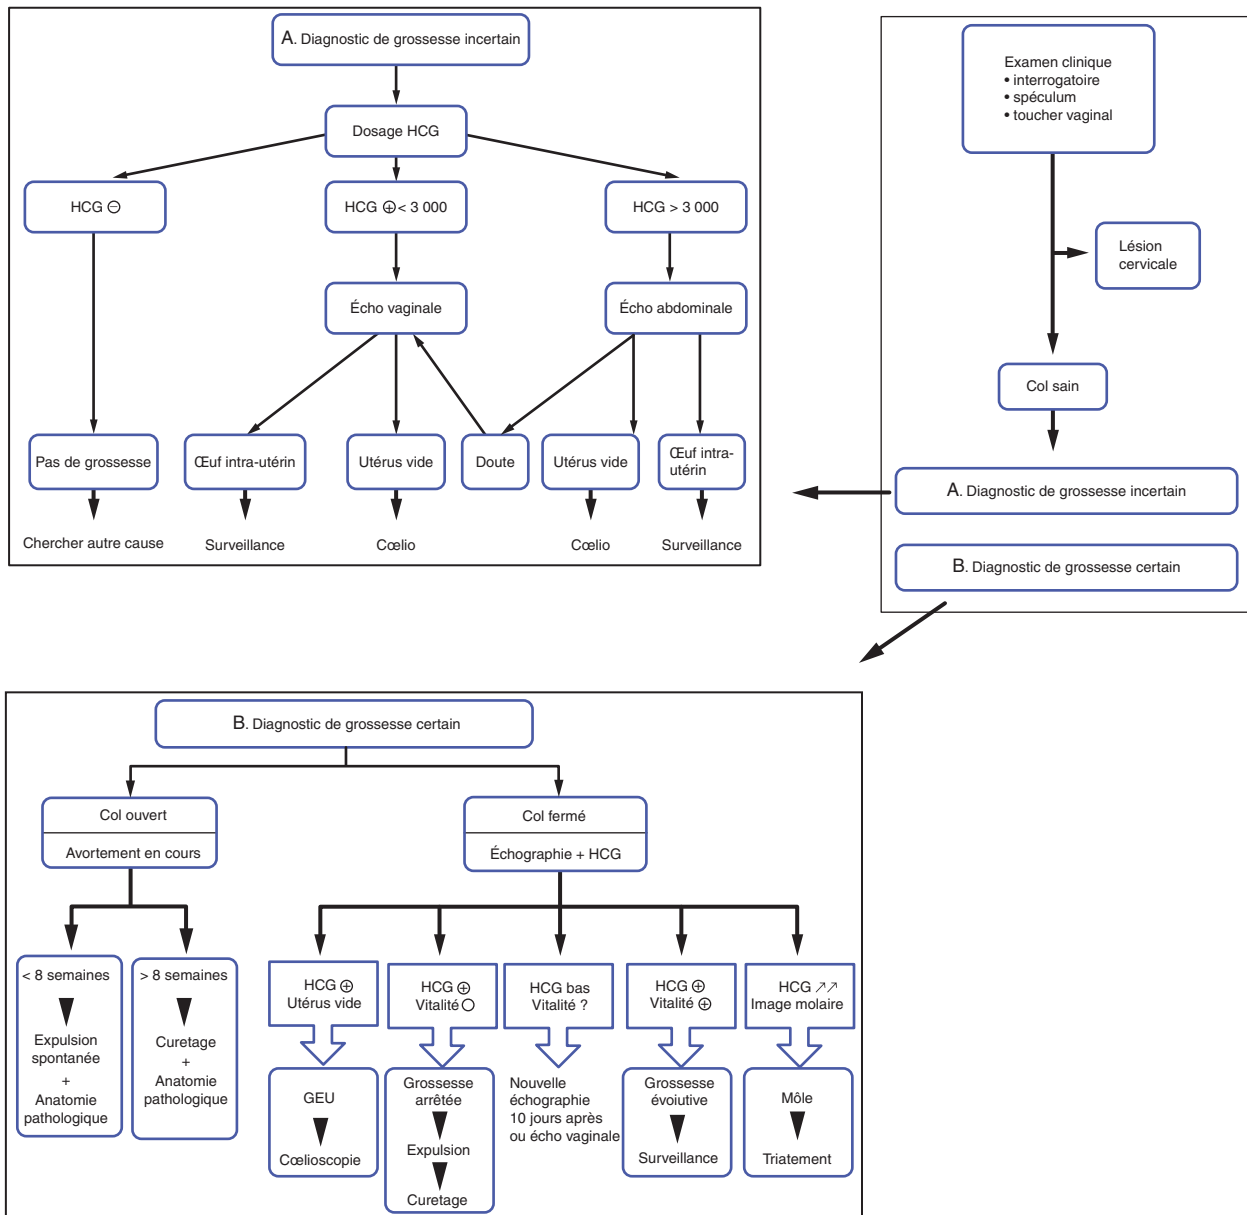 A. Diagnostic de grossesse incertain
Dosage HCG
HCG ⊖
HCG ⊕ < 3 000
HCG > 3 000
Écho vaginale
Écho abdominale
Pas de grossesse
Œuf intra-utérin
Utérus vide
Doute
Utérus vide
Œuf intra-
utérin
Chercher autre cause
Surveillance
Cœlio
Cœlio
Surveillance
Examen clinique
• interrogatoire
• spéculum
• toucher vaginal
Lésion
cervicale
Col sain
A. Diagnostic de grossesse incertain
B. Diagnostic de grossesse certain
B. Diagnostic de grossesse certain
Col ouvert
Avortement en cours
Col fermé
Échographie + HCG
< 8 semaines
Expulsion
spontanée
+
Anatomie
pathologique
> 8 semaines
Curetage
+
Anatomie
pathologique
HCG ⊕
Utérus vide
GEU
Cœlioscopie
HCG ⊕
Vitalité ○
Grossesse
arrêtée
Expulsion
Curetage
HCG bas
Vitalité ?
Nouvelle
échographie
10 jours après
ou écho vaginale
HCG ⊕
Vitalité ⊕
Grossesse
évoiutive
Surveillance
HCG ↗↗
Image molaire
Môle
Triatement